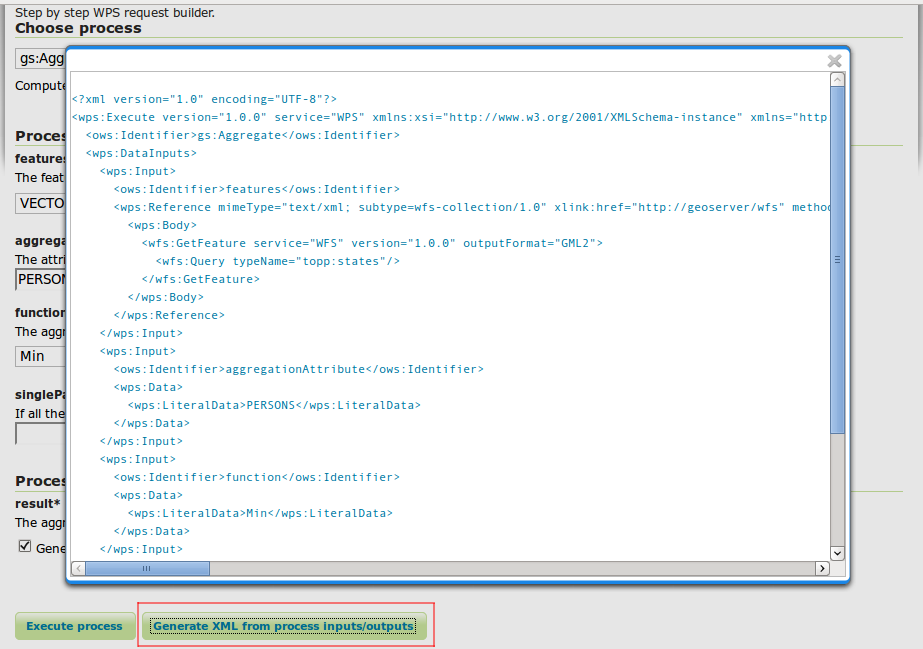 Step by step WPS request builder.
Choose process
gs:Agg
Compute
<?xml version="1.0" encoding="UTF-8"?>
<wps:Execute version="1.0.0" service="WPS" xmlns:xsi="http://www.w3.org/2001/XMLSchema-instance" xmlns="http
<ows:Identifier>gs:Aggregate</ows:Identifier>
<wps:DataInputs>
<wps:Input>
<ows:Identifier>features</ows:Identifier>
<wps:Reference mimeType="text/xml; subtype=wfs-collection/1.0" xlink:href="http://geoserver/wfs" metho
<wps:Body>
<wfs:GetFeature service="WFS" version="1.0.0" outputFormat="GML2">
<wfs:Query typeName="topp:states"/>
</wfs:GetFeature>
</wps:Body>
</wps:Reference>
</wps:Input>
<wps:Input>
<ows:Identifier>aggregationAttribute</ows:Identifier>
<wps:Data>
<wps:LiteralData>PERSONS</wps:LiteralData>
</wps:Data>
</wps:Input>
<wps:Input>
<ows:Identifier>function</ows:Identifier>
<wps:Data>
<wps:LiteralData>Min</wps:LiteralData>
</wps:Data>
</wps:Input>
Proces
features
The feat
VECTO
aggrega
The attri
PERSON
function
The aggr
Min
singlePa
If all the
Proces
result*
The aggr
Gene
Execute process
Generate XML from process inputs/outputs